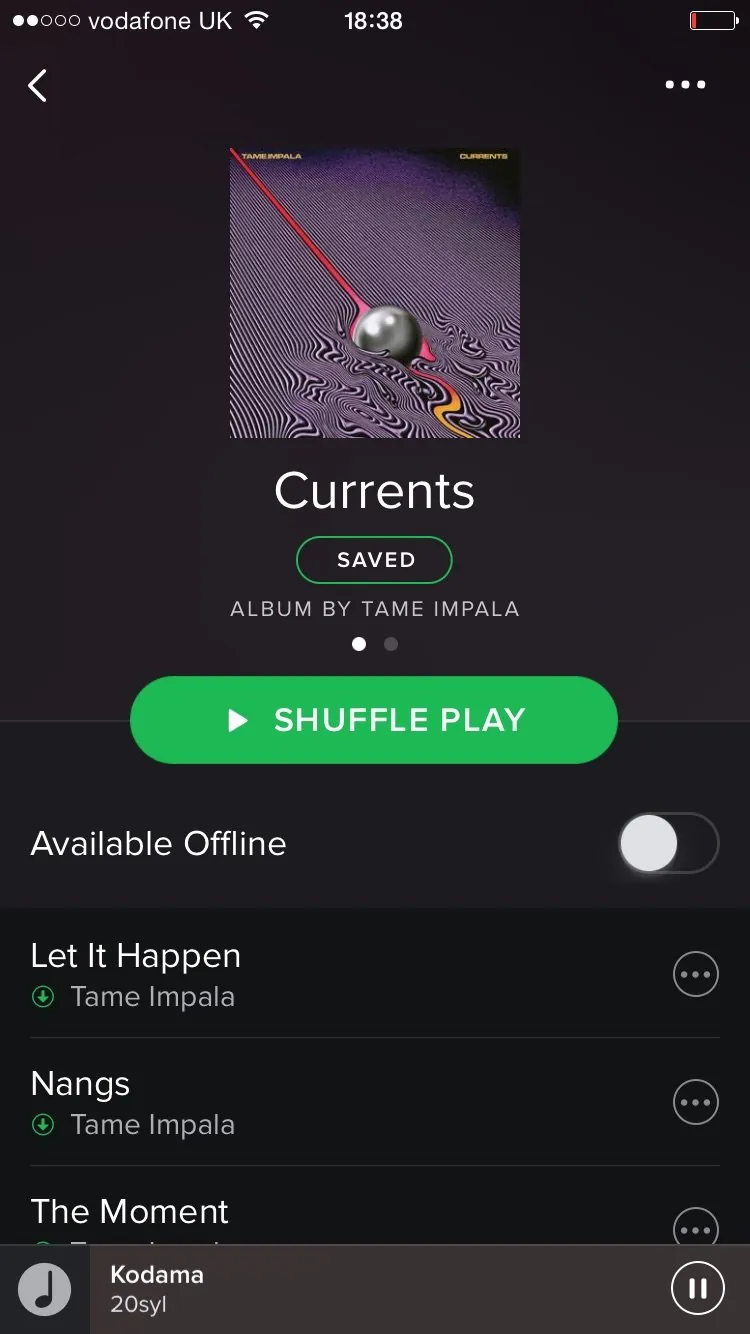 vodafone UK 18:38
TAME IMPALA CURRENTS
Currents
SAVED
ALBUM BY TAME IMPALA
SHUFFLE PLAY
Available Offline
Let It Happen
Tame Impala
Nangs
Tame Impala
The Moment
Kodama
20syl